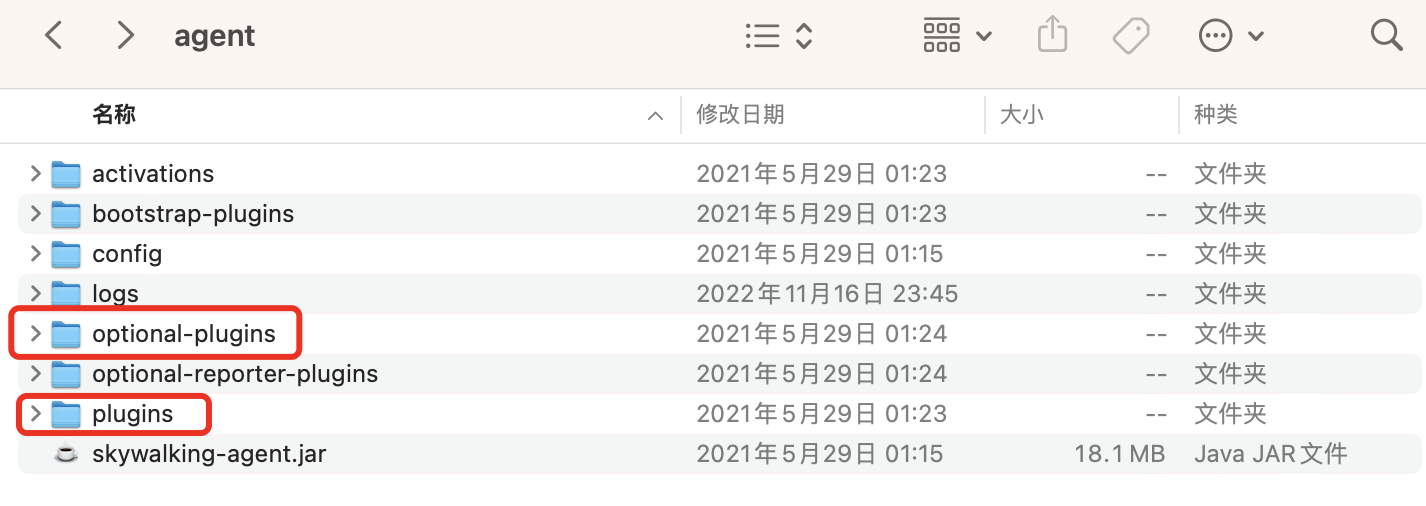 agent
名称 修改日期 大小 种类
activations 2021年5月29日 01:23 -- 文件夹
bootstrap-plugins 2021年5月29日 01:23 -- 文件夹
config 2021年5月29日 01:15 -- 文件夹
logs 2022年11月16日 23:45 -- 文件夹
optional-plugins 2021年5月29日 01:24 -- 文件夹
optional-reporter-plugins 2021年5月29日 01:24 -- 文件夹
plugins 2021年5月29日 01:23 -- 文件夹
skywalking-agent.jar 2021年5月29日 01:15 18.1 MB Java JAR文件